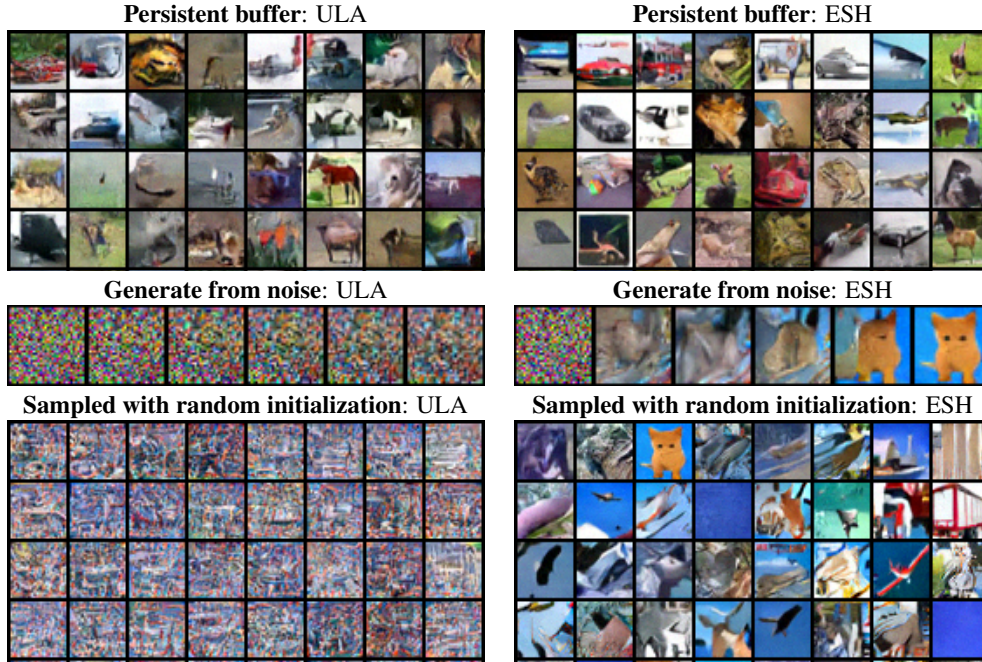 Persistent buffer: ULA
Persistent buffer: ESH
Generate from noise: ULA
Generate from noise: ESH
Sampled with random initialization: ULA
Sampled with random initialization: ESH